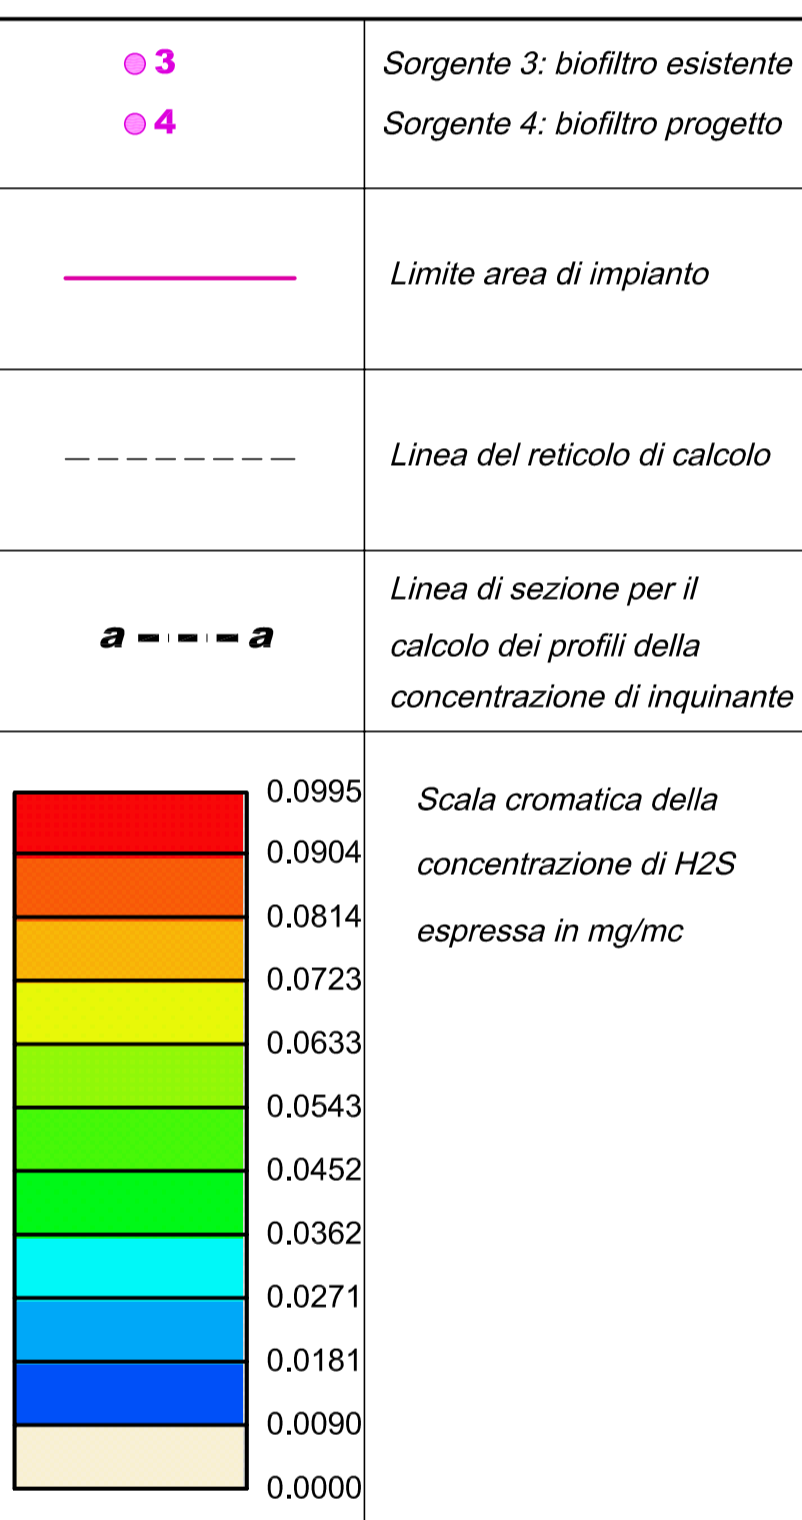 3
Sorgente 3: biofiltro esistente
4
Sorgente 4: biofiltro progetto
Limite area di impianto
Linea del reticolo di calcolo
a a
Linea di sezione per il
calcolo dei profili della
concentrazione di inquinante
0.0995
0.0904
0.0814
0.0723
0.0633
0.0543
0.0452
0.0362
0.0271
0.0181
0.0090
0.0000
Scala cromatica della
concentrazione di H2S
espressa in mg/mc